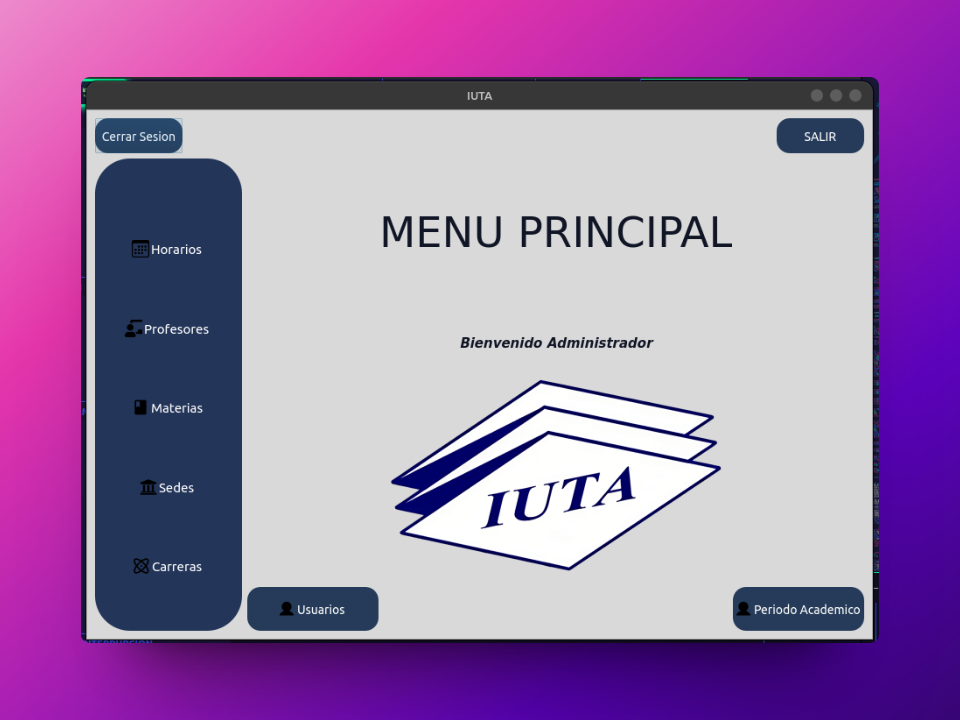 IUTA
Cerrar Sesion
SALIR
MENU PRINCIPAL
Horarios
Profesores
Bienvenido Administrador
Materias
IUTA
Sedes
Carreras
Usuarios
Periodo Academico